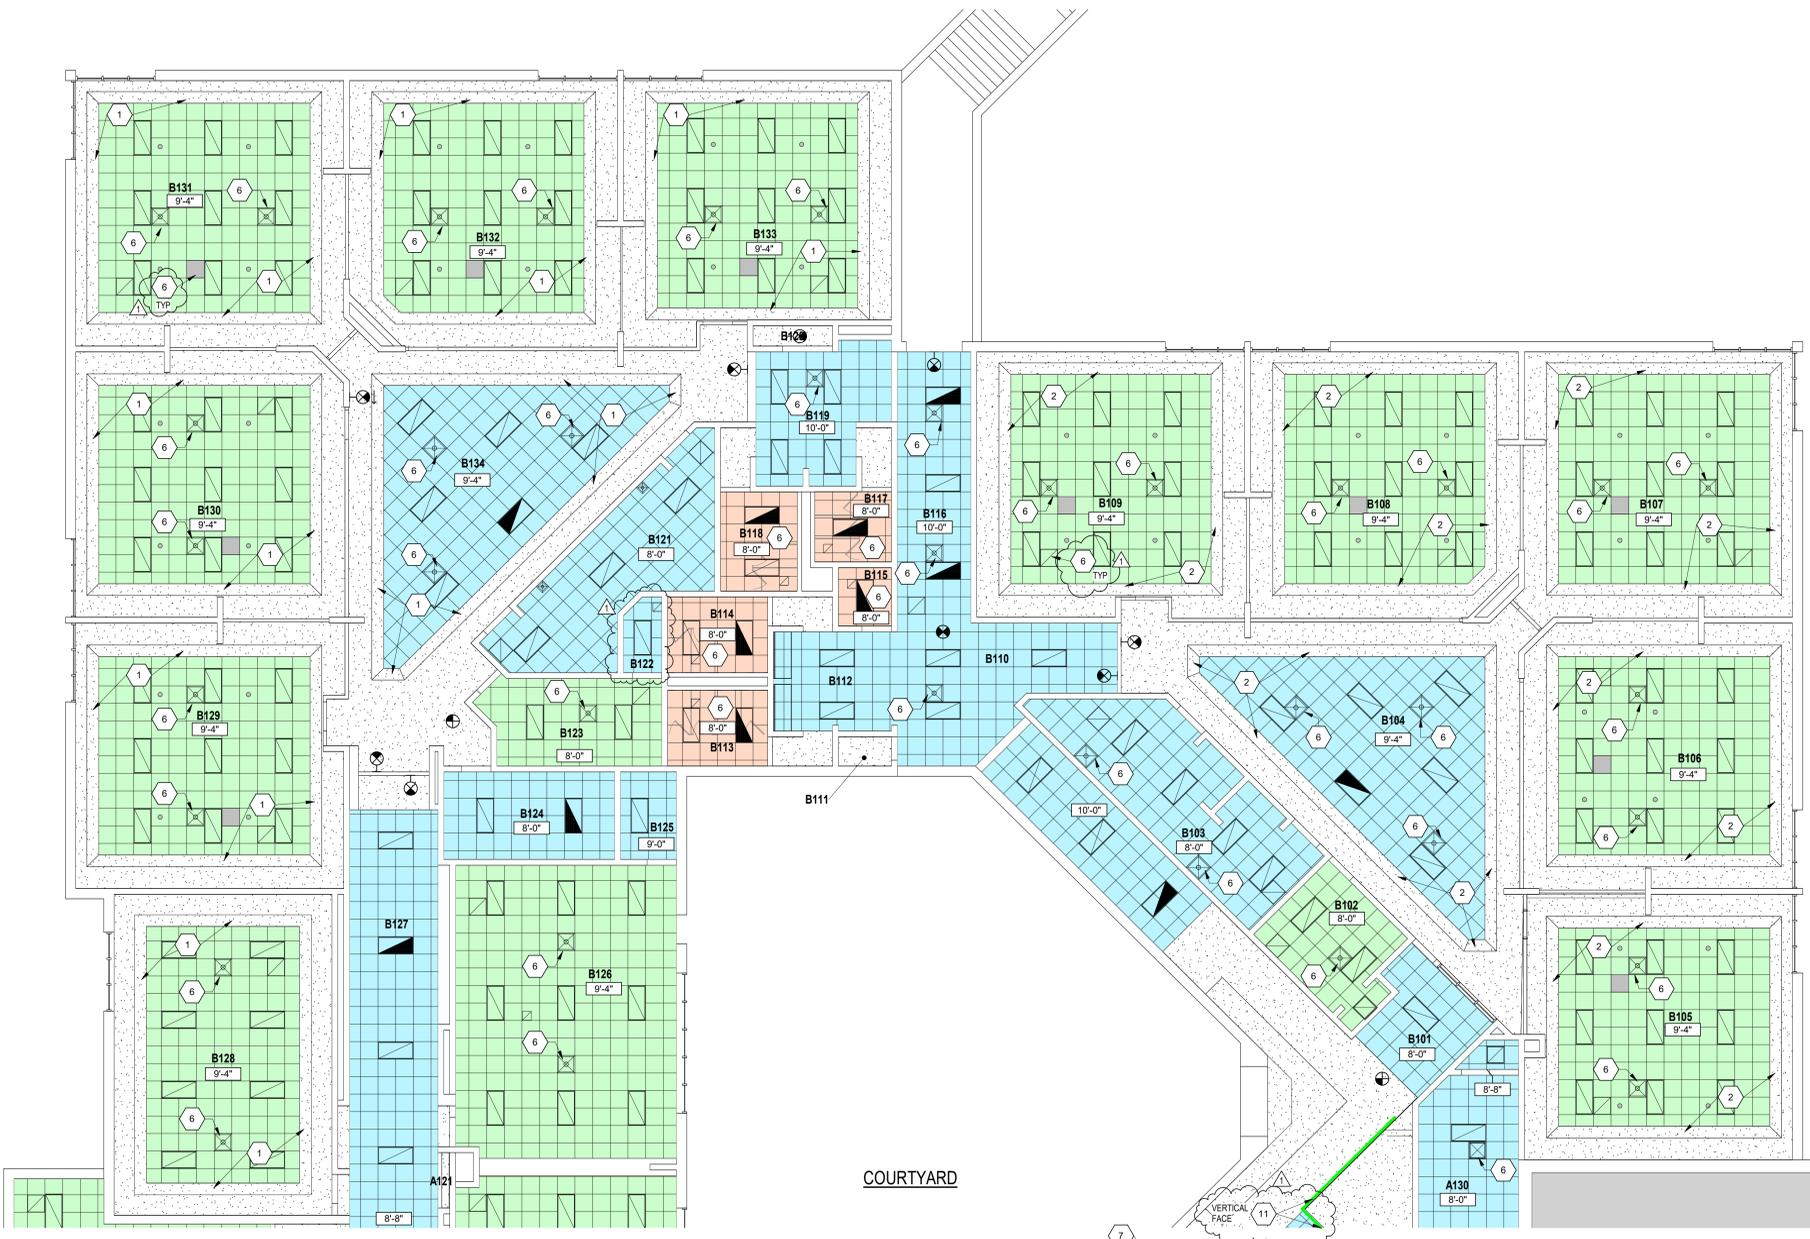 1
1
1
B131
9'-4"
6
6
6
TYP
1
1
6
6
B132
9'-4"
1
6
6
B133
9'-4"
1
B120
1
6
6
B130
9'-4"
1
6
1
6
B134
9'-4"
6
1
6
B119
10'-0"
6
B116
10'-0"
6
B117
8'-0"
6
B118
8'-0"
6
B115
6
8'-0"
B121
8'-0"
1
B122
B114
8'-0"
6
6
8'-0"
B113
B112
B110
6
B111
2
6
6
B109
9'-4"
6
TYP
1
2
2
6
6
B108
9'-4"
2
2
6
6
B107
9'-4"
2
1
6
B129
9'-4"
6
1
6
B123
8'-0"
B124
8'-0"
B125
9'-0"
2
6
B104
9'-4"
6
6
2
2
6
B106
9'-4"
6
2
10'-0"
6
B103
8'-0"
6
B102
8'-0"
6
B101
8'-0"
8'-8"
B127
6
B126
9'-4"
6
1
6
B128
9'-4"
6
1
2
6
B105
9'-4"
6
2
A121
8'-8"
COURTYARD
6
A130
8'-0"
1
VERTICAL
FACE
11
7